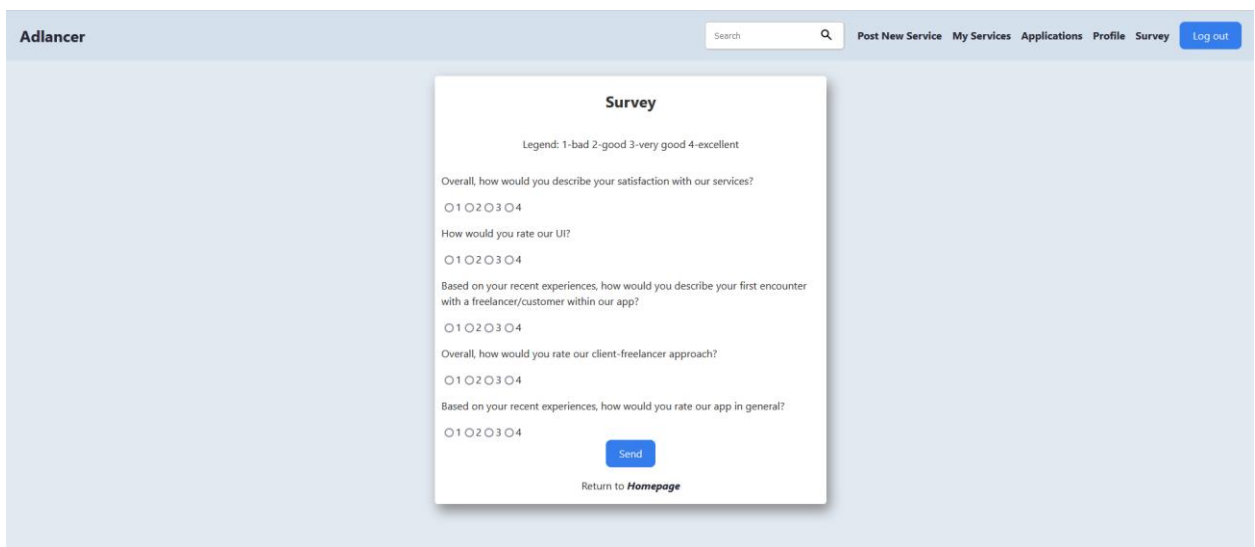 Adlancer
Search
Post New Service My Services Applications Profile Survey Log out
Survey
Legend: 1-bad 2-good 3-very good 4-excellent
Overall, how would you describe your satisfaction with our services?
1 2 3 4
How would you rate our UI?
1 2 3 4
Based on your recent experiences, how would you describe your first encounter
with a freelancer/customer within our app?
1 2 3 4
Overall, how would you rate our client-freelancer approach?
1 2 3 4
Based on your recent experiences, how would you rate our app in general?
1 2 3 4
Send
Return to Homepage